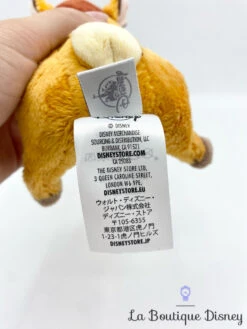 Disney
© DISNEY
DISNEY MERCHANDISE
SOURCING & DISTRIBUTION, LLC
BURBANK, CA 91521
DISNEYSTORE.COM
THE DISNEY STORE LTD.
3 QUEEN CAROLINE STREET,
LONDON W6 9PE
DISNEYSTORE.EU
ウォルト・ディズニー・
ジャパン株式会社
ディズニー・ストア
〒105-6355
東京都港区虎ノ門
1-23-1虎ノ門ヒルズ
DISNEYSTORE.JP
La Boutique Disney